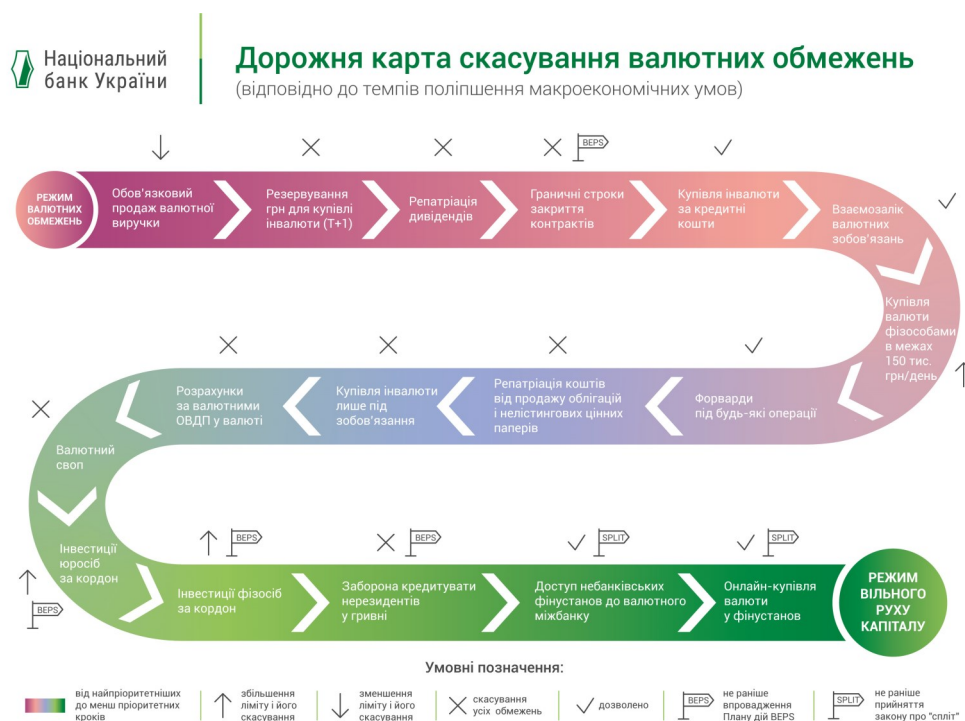 Національний
банк України
Дорожня карта скасування валютних обмежень
(відповідно до темпів поліпшення макроекономічних умов)
BEPS
РЕЖИМ
ВАЛЮТНИХ
ОБМЕЖЕНЬ
Обов'язковий
продаж валютної
виручки
Резервування
грн для купівлі
інвалюти (Т+1)
Репатріація
дивідендів
Граничні строки
закриття
контрактів
Купівля інвалюти
за кредитні
кошти
Взаємозалік
валютних
зобов'язань
Купівля
валюти
фізособами
в межах
150 тис.
грн/день
Форварди
під будь-які операції
Репатріація коштів
від продажу облігацій
і нелістингових цінних
паперів
Купівля інвалюти
лише під
зобов'язання
Розрахунки
за валютними
ОВДП у валюті
Валютний
своп
Інвестиції
юросіб
за кордон
BEPS
BEPS
Інвестиції фізосіб
за кордон
BEPS
Заборона кредитувати
нерезидентів
у гривні
SPLIT
Доступ небанківських
фінустанов до валютного
міжбанку
SPLIT
Онлайн-купівля
валюти
у фінустанов
РЕЖИМ
ВІЛЬНОГО
РУХУ
КАПІТАЛУ
Умовні позначення:
від найпріоритетніших
до менш пріоритетних
кроків
збільшення
ліміту і його
скасування
зменшення
ліміту і його
скасування
скасування
усіх обмежень
дозволено
BEPS
не раніше
впровадження
Плану дій BEPS
SPLIT
не раніше
прийняття
закону про "спліт"